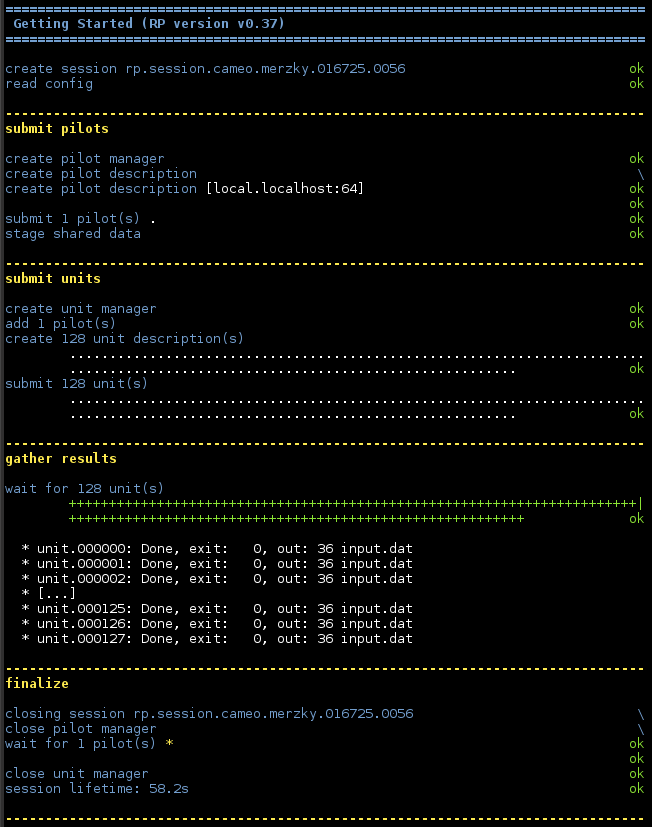 ================================================================================
Getting Started (RP version v0.37)
================================================================================
create session rp.session.cameo.merzky.016725.0056 ok
read config ok
--------------------------------------------------------------------------------
submit pilots
create pilot manager ok
create pilot description \
create pilot description [local.localhost:64] ok
ok
submit 1 pilot(s) . ok
stage shared data ok
--------------------------------------------------------------------------------
submit units
create unit manager ok
add 1 pilot(s) ok
create 128 unit description(s)
........................................................................
........................................................ ok
submit 128 unit(s)
........................................................................
........................................................ ok
--------------------------------------------------------------------------------
gather results
wait for 128 unit(s)
+++++++++++++++++++++++++++++++++++++++++++++++++++++++++++++++++++++++|
+++++++++++++++++++++++++++++++++++++++++++++++++++++++++ ok
* unit.000000: Done, exit: 0, out: 36 input.dat
* unit.000001: Done, exit: 0, out: 36 input.dat
* unit.000002: Done, exit: 0, out: 36 input.dat
* [...]
* unit.000125: Done, exit: 0, out: 36 input.dat
* unit.000126: Done, exit: 0, out: 36 input.dat
* unit.000127: Done, exit: 0, out: 36 input.dat
--------------------------------------------------------------------------------
finalize
closing session rp.session.cameo.merzky.016725.0056 \
close pilot manager \
wait for 1 pilot(s) * ok
ok
close unit manager ok
session lifetime: 58.2s ok
--------------------------------------------------------------------------------